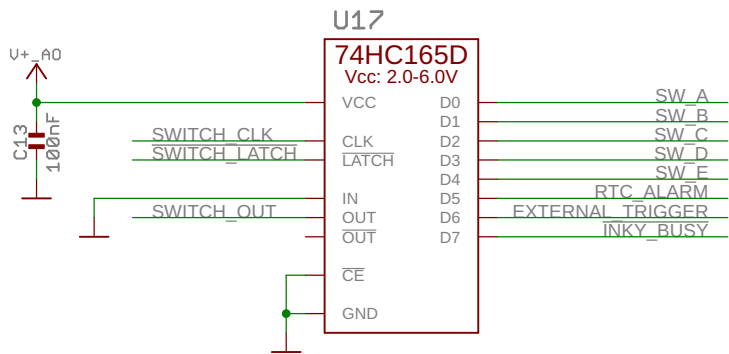 U17
74HC165D
Vcc: 2.0-6.0V
V+_AO
C13
100nF
VCC D0 SW_A
D1 SW_B
SWITCH_CLK CLK D2 SW_C
SWITCH_LATCH LATCH D3 SW_D
D4 SW_E
IN D5 RTC_ALARM
SWITCH_OUT OUT D6 EXTERNAL_TRIGGER
OUT D7 INKY_BUSY
CE
GND